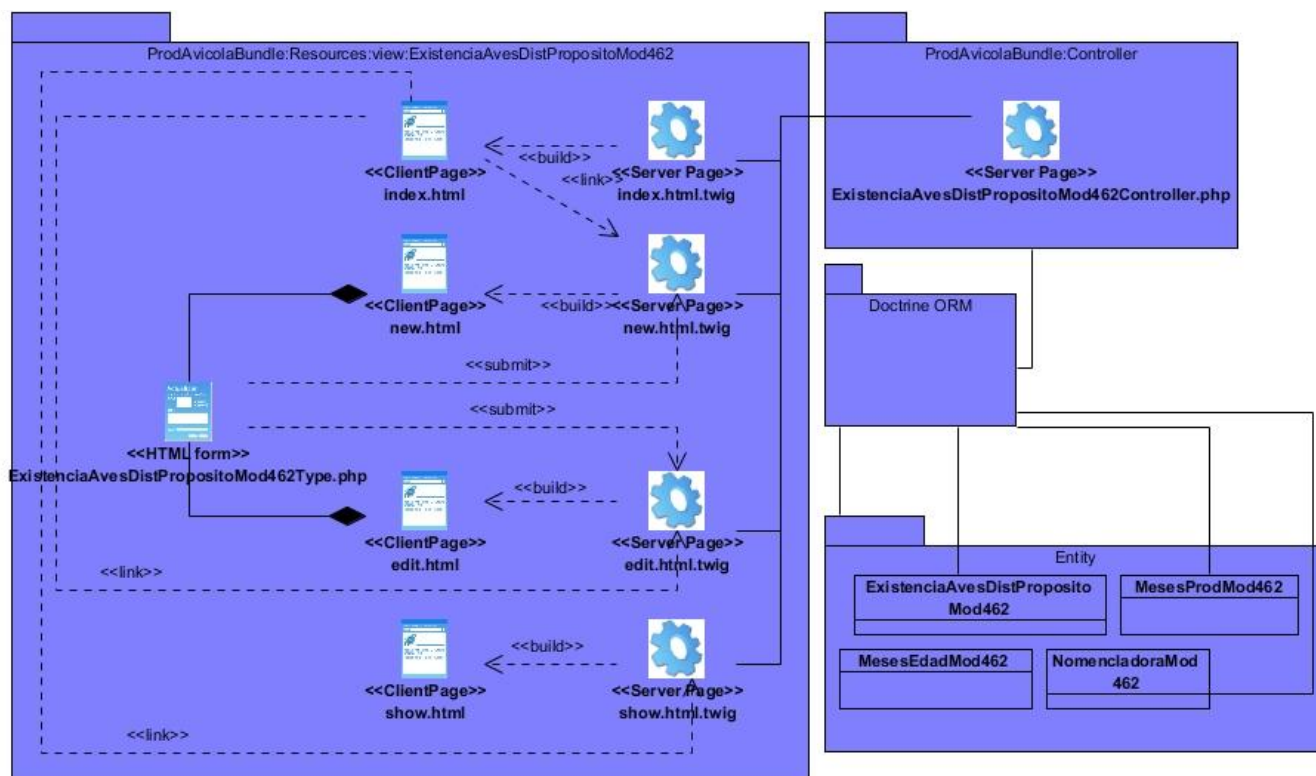 ProdAvicolaBundle:Resources:view:ExistenciaAvesDistPropositoMod462
<<ClientPage>>
index.html
<<build>>
<<link>>
<<Server Page>>
index.html.twig
<<ClientPage>>
new.html
<<build>>
<<Server Page>>
new.html.twig
<<submit>>
<<submit>>
<<HTML form>>
ExistenciaAvesDistPropositoMod462Type.php
<<build>>
<<ClientPage>>
edit.html
<<Server Page>>
edit.html.twig
<<link>>
<<build>>
<<ClientPage>>
show.html
<<Server Page>>
show.html.twig
<<link>>
ProdAvicolaBundle:Controller
<<Server Page>>
ExistenciaAvesDistPropositoMod462Controller.php
Doctrine ORM
Entity
ExistenciaAvesDistProposito
Mod462
MesesProdMod462
MesesEdadMod462
NomencladoraMod
462